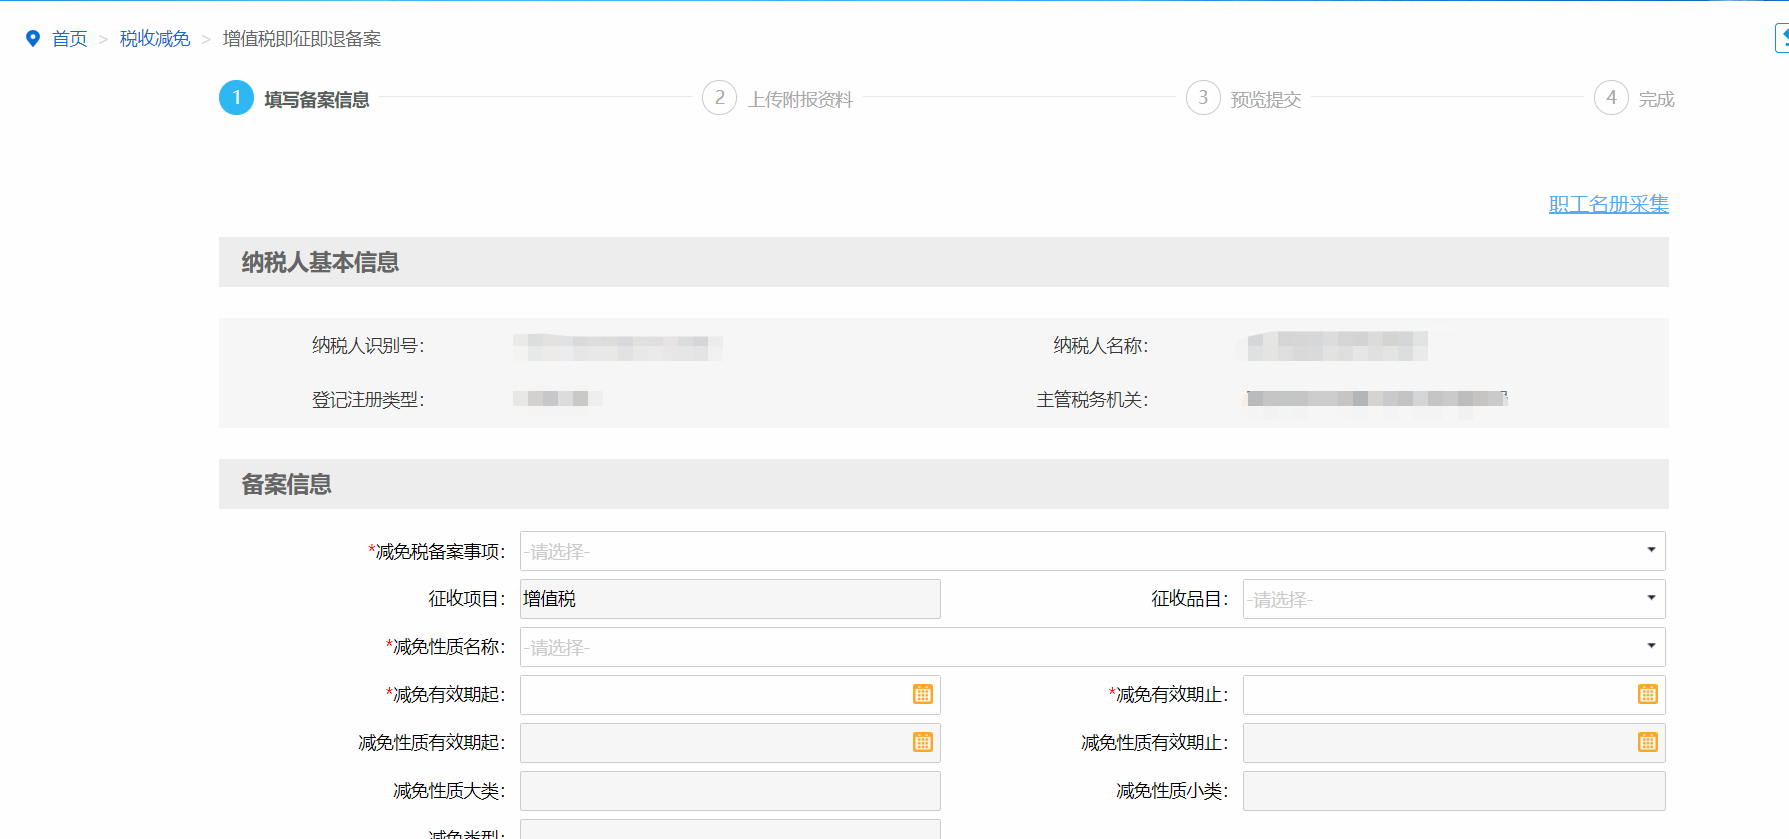 首页 > 税收减免 > 增值税即征即退备案
1 填写备案信息 2 上传附报资料 3 预览提交 4 完成
职工名册采集
纳税人基本信息
纳税人识别号： 纳税人名称：
登记注册类型： 主管税务机关：
备案信息
*减免税备案事项： -请选择-
征收项目： 增值税 征收品目： -请选择-
*减免性质名称： -请选择-
*减免有效期起： *减免有效期止：
减免性质有效期起： 减免性质有效期止：
减免性质大类： 减免性质小类：
减免类型：